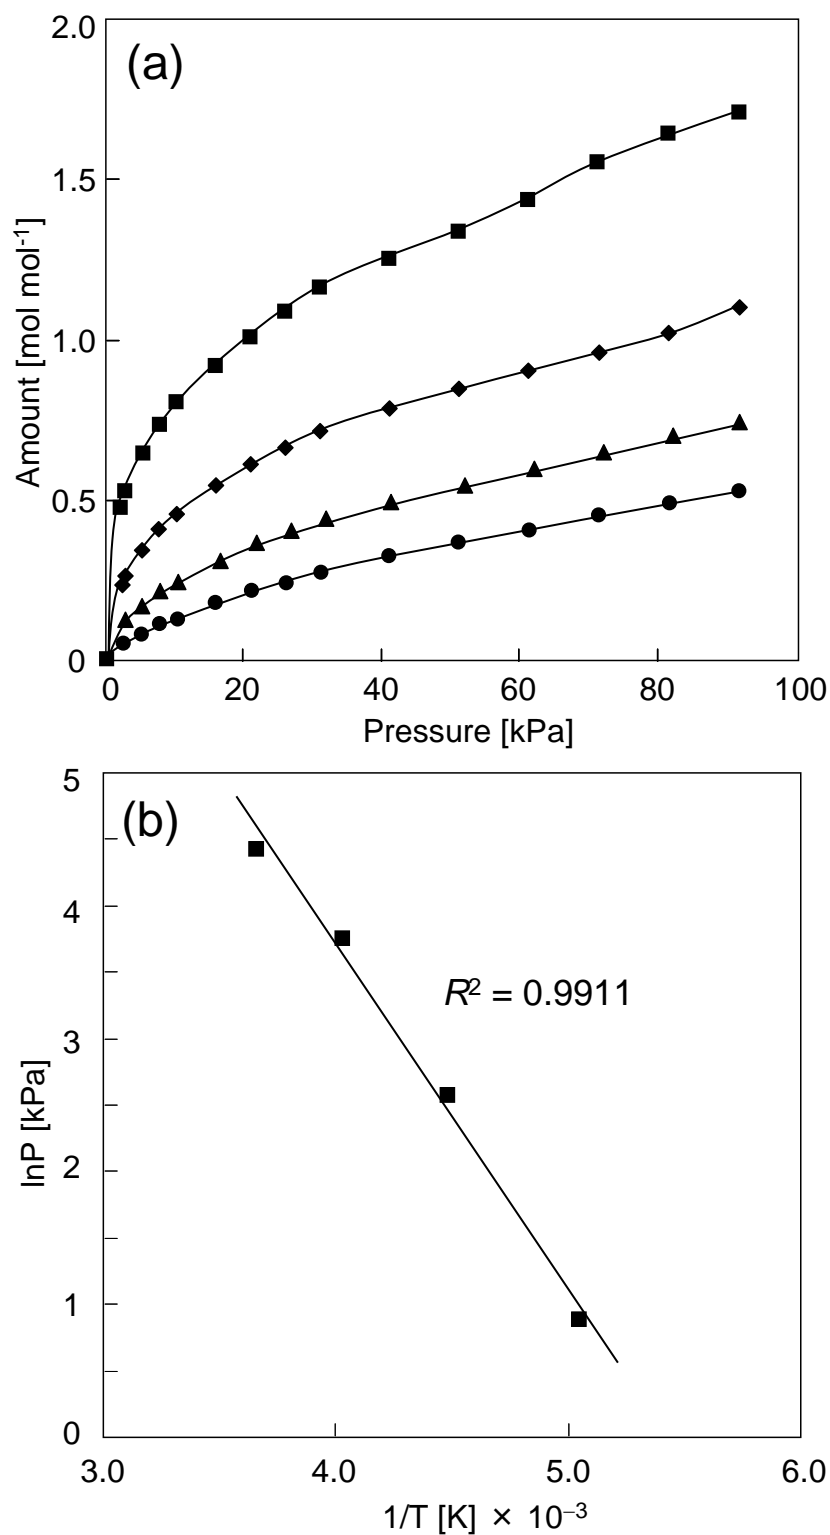 (a)
2.0
1.5
1.0
0.5
0
Amount [mol mol-1]
0 20 40 60 80 100
Pressure [kPa]
(b)
5
4
3
2
1
0
lnP [kPa]
R2 = 0.9911
3.0 4.0 5.0 6.0
1/T [K] × 10−3